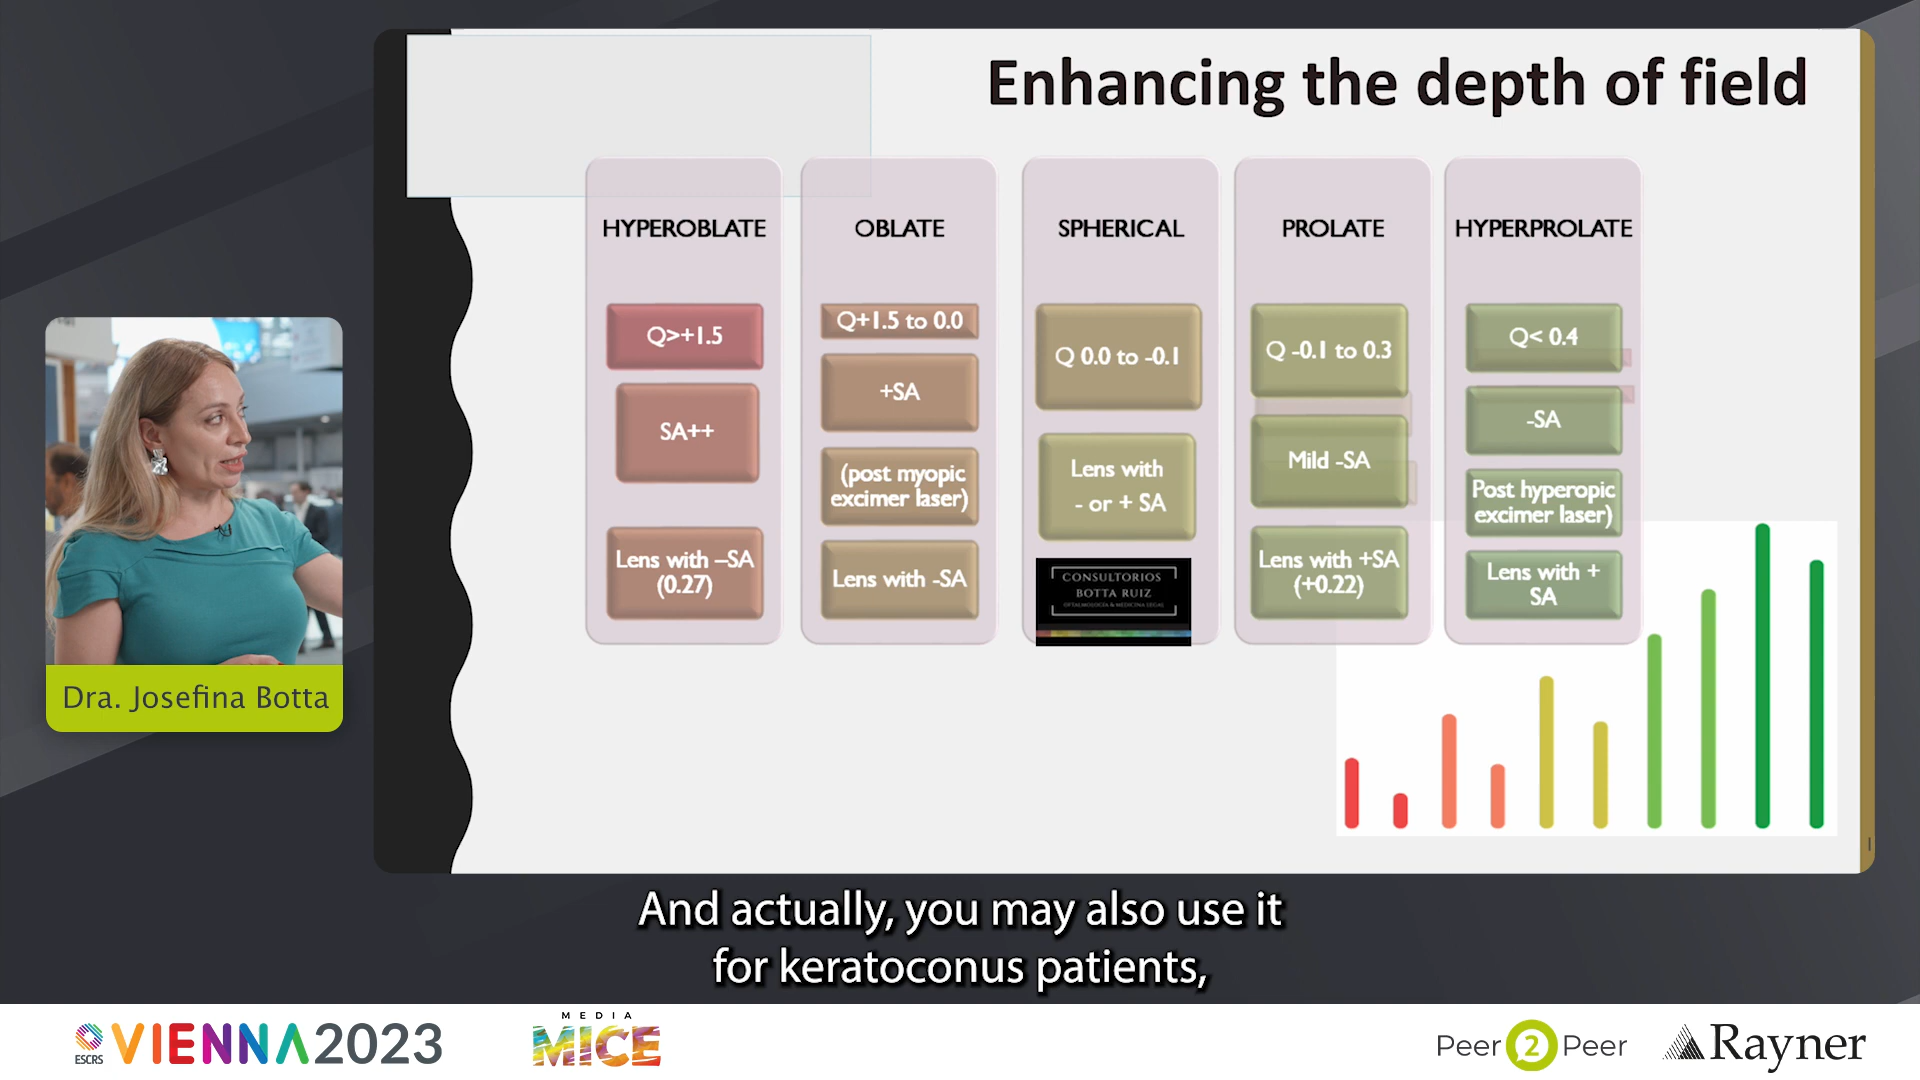 Enhancing the depth of field
HYPEROBLATE
Q>+1.5
SA++
Lens with –SA
(0.27)
OBLATE
Q+1.5 to 0.0
+SA
(post myopic
excimer laser)
Lens with -SA
SPHERICAL
Q 0.0 to -0.1
Lens with
- or + SA
CONSULTORIOS
BOTTA RUIZ
OFTALMOLOGÍA & MEDICINA LEGAL
PROLATE
Q -0.1 to 0.3
Mild -SA
Lens with +SA
(+0.22)
HYPERPROLATE
Q< 0.4
-SA
Post hyperopic
excimer laser)
Lens with +
SA
Dra. Josefina Botta
And actually, you may also use it
for keratoconus patients,
ESCRS
VIENNA2023
MEDIA
MICE
Peer 2 Peer
Rayner